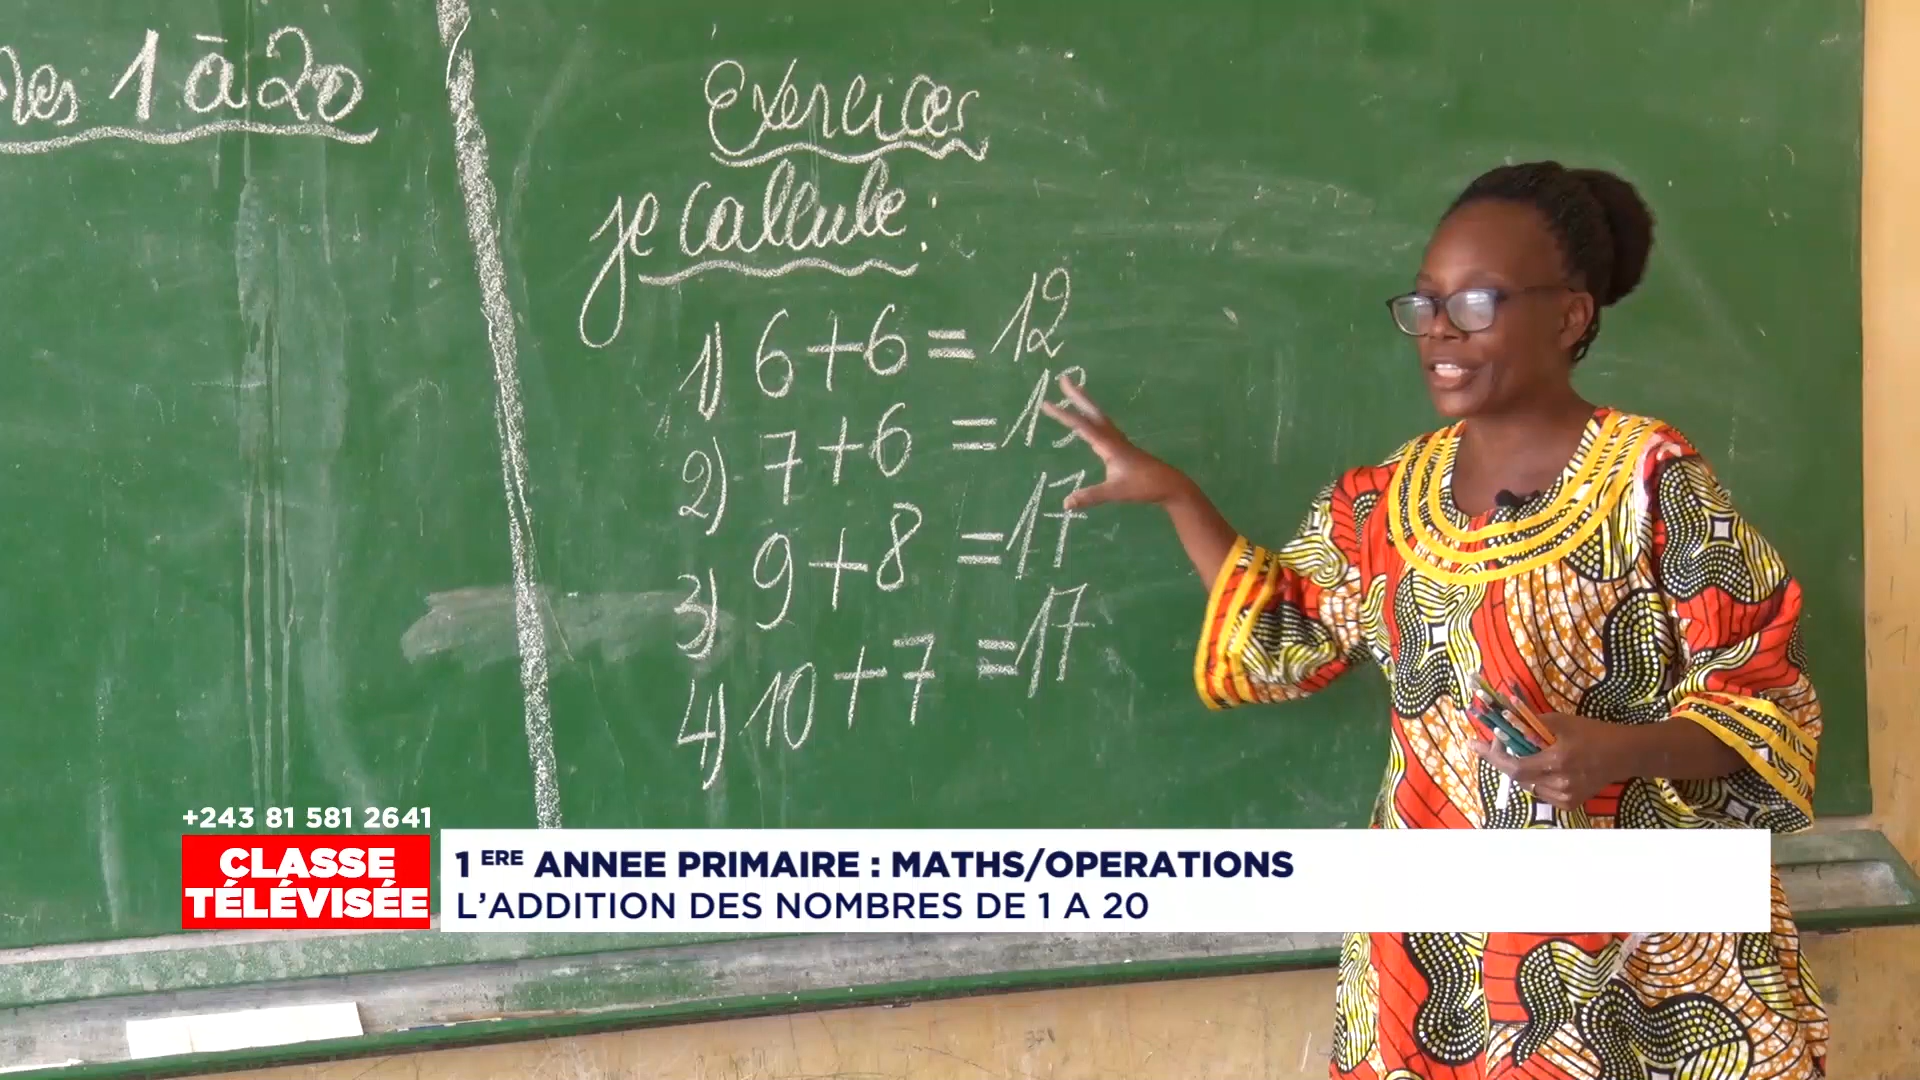 1 à 20
Exercices
je calcule :
1) 6+6 = 12
2) 7+6 = 13
3) 9+8 = 17
4) 10+7 = 17
+243 81 581 2641
CLASSE
TÉLÉVISÉE
1 ERE ANNEE PRIMAIRE : MATHS/OPERATIONS
L'ADDITION DES NOMBRES DE 1 A 20